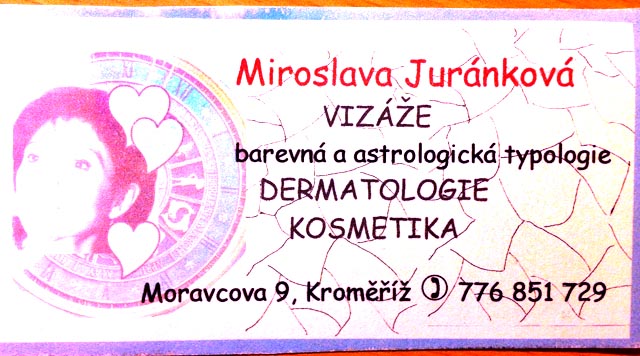 Miroslava Juránková
VIZÁŽE
barevná a astrologická typologie
DERMATOLOGIE
KOSMETIKA
Moravcova 9, Kroměříž ✆ 776 851 729